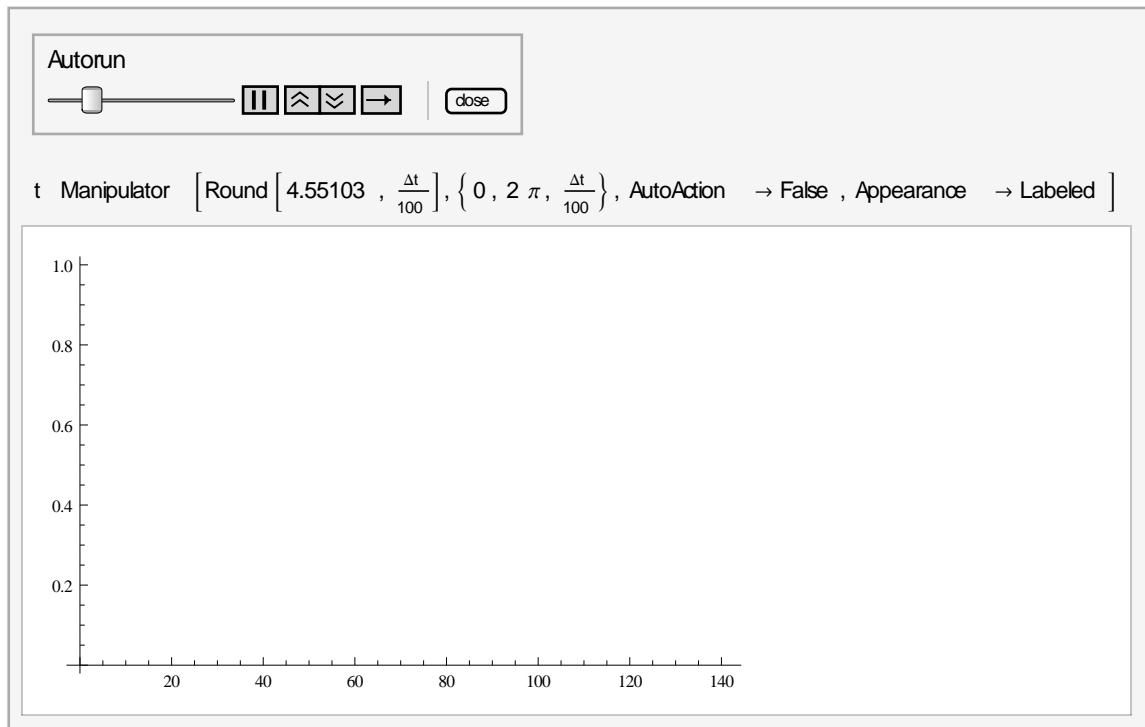 Autorun
close
t Manipulator [Round[4.55103 , Δt/100], {0 , 2 π, Δt/100}, AutoAction → False , Appearance → Labeled ]
1.0
0.8
0.6
0.4
0.2
20 40 60 80 100 120 140